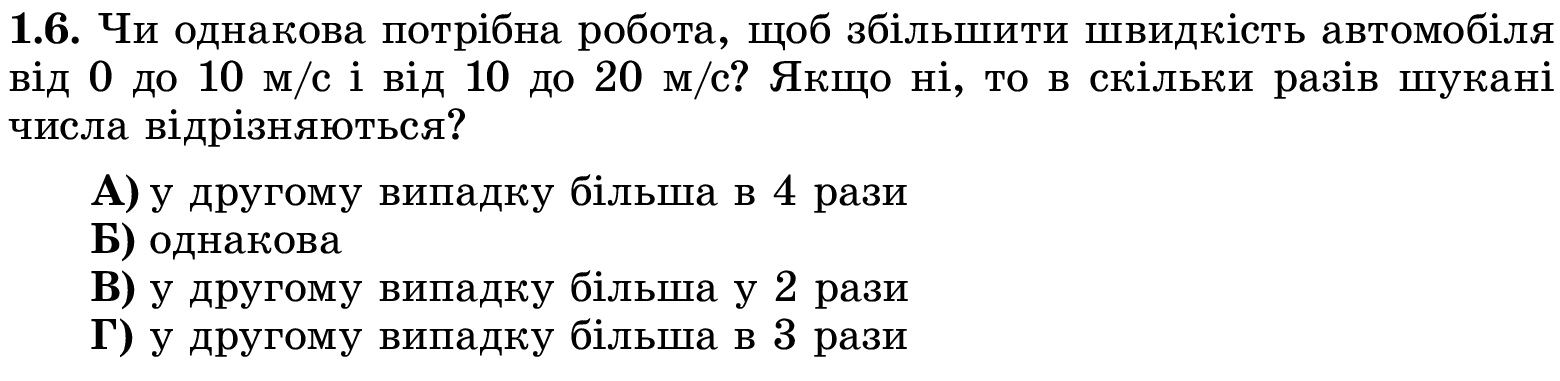 1.6. Чи однакова потрібна робота, щоб збільшити швидкість автомобіля
від 0 до 10 м/с і від 10 до 20 м/с? Якщо ні, то в скільки разів шукані
числа відрізняються?
А) у другому випадку більша в 4 рази
Б) однакова
В) у другому випадку більша у 2 рази
Г) у другому випадку більша в 3 рази